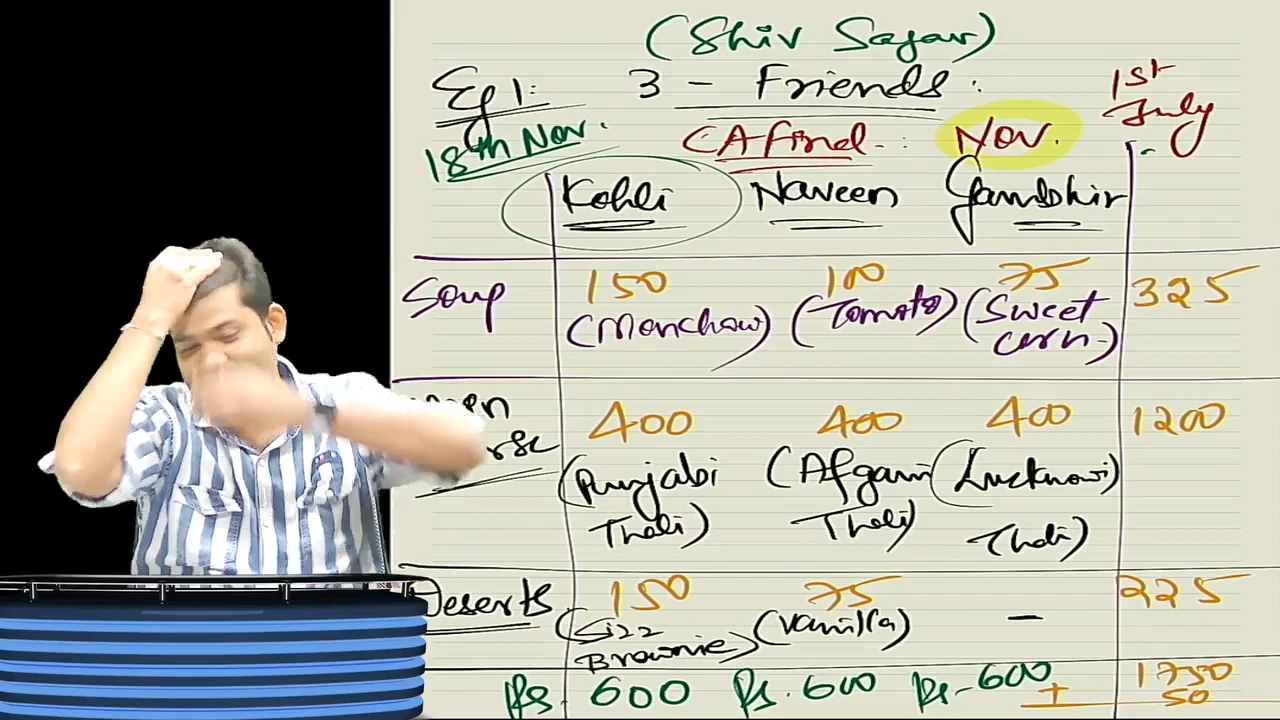 (Shiv Sagar)
Eg 1: 3 - Friends :
1st July
18th Nov.
CA Final : Nov.
Kohli Naveen Gambhir
Soup 150 100 75 325
(Manchow) (Tomato) (Sweet corn)
400 400 400 1200
(Punjabi Thali) (Afgani Thali) (Lucknowi Thali)
Deserts 150 75 - 225
(Sizz Brownie) (Vanilla)
Rs. 600 Rs. 600 Rs - 600 1750
+ 50